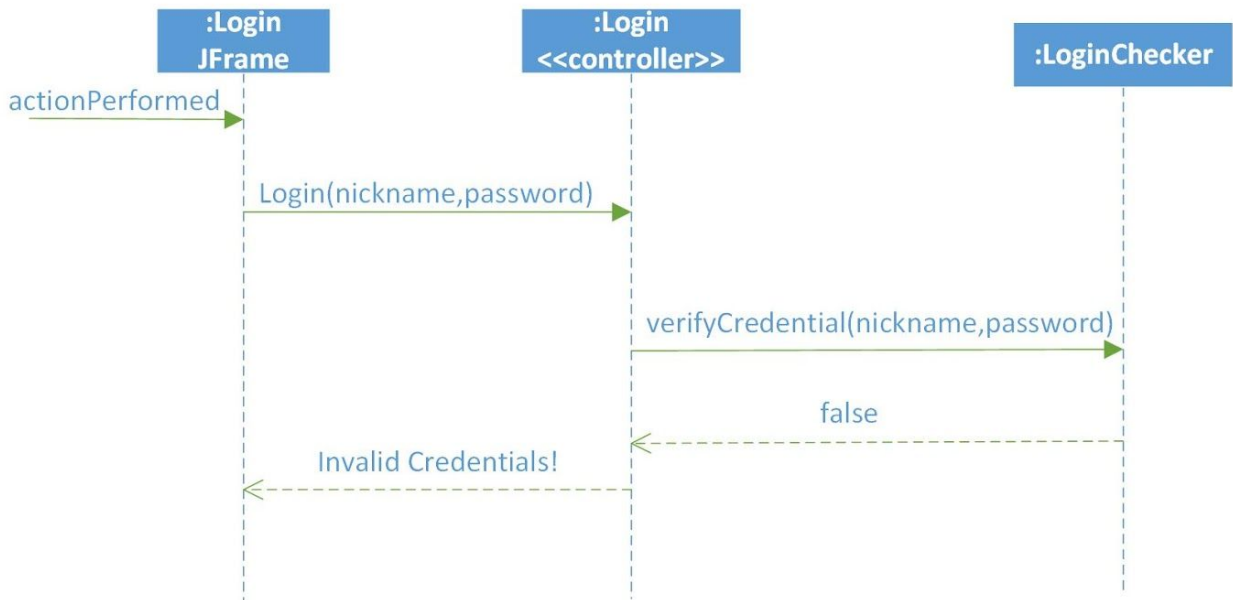 :Login
JFrame
:Login
<<controller>>
:LoginChecker
actionPerformed
Login(nickname,password)
verifyCredential(nickname,password)
false
Invalid Credentials!